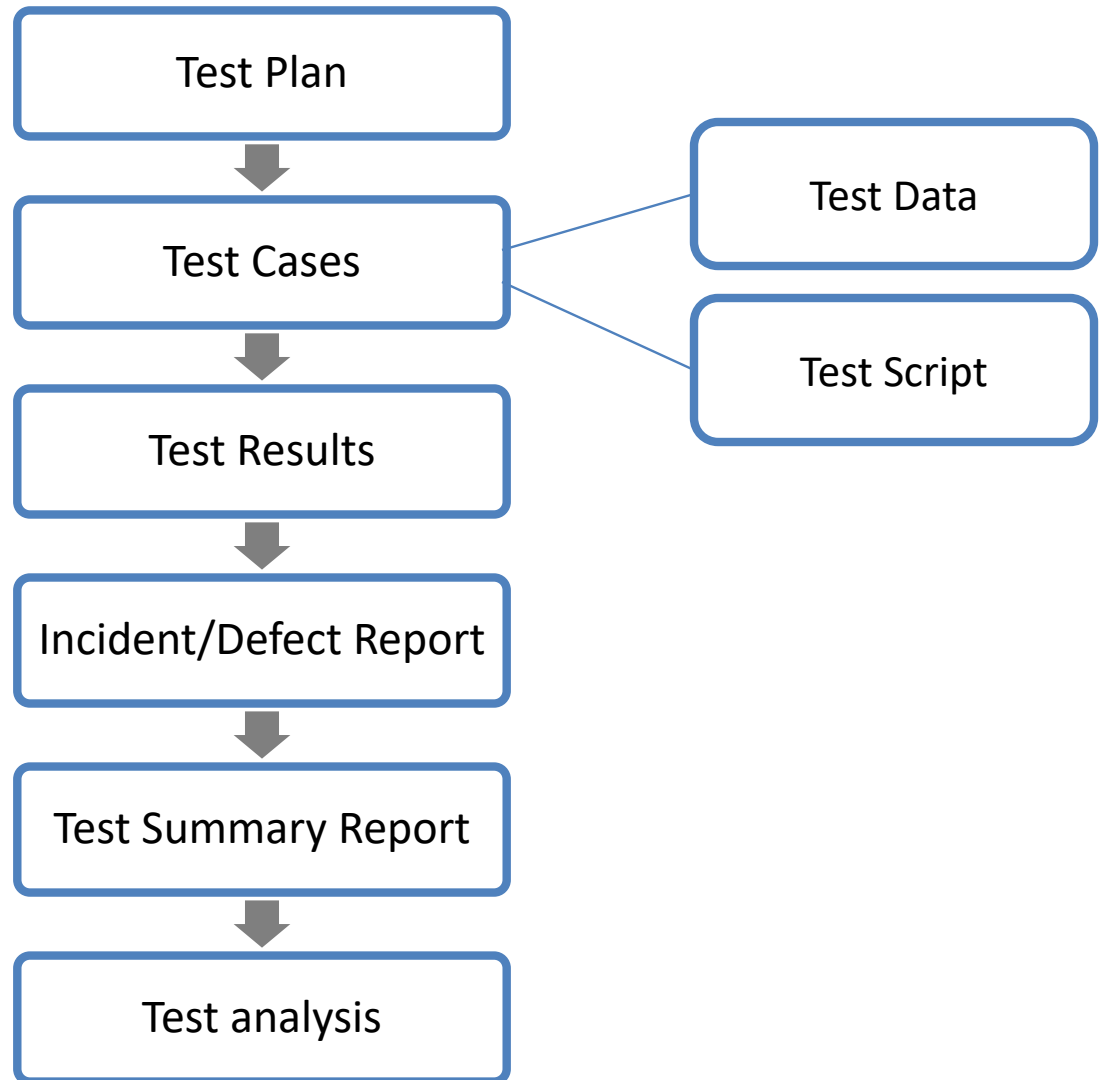 Test Plan
Test Data
Test Cases
Test Script
Test Results
Incident/Defect Report
Test Summary Report
Test analysis